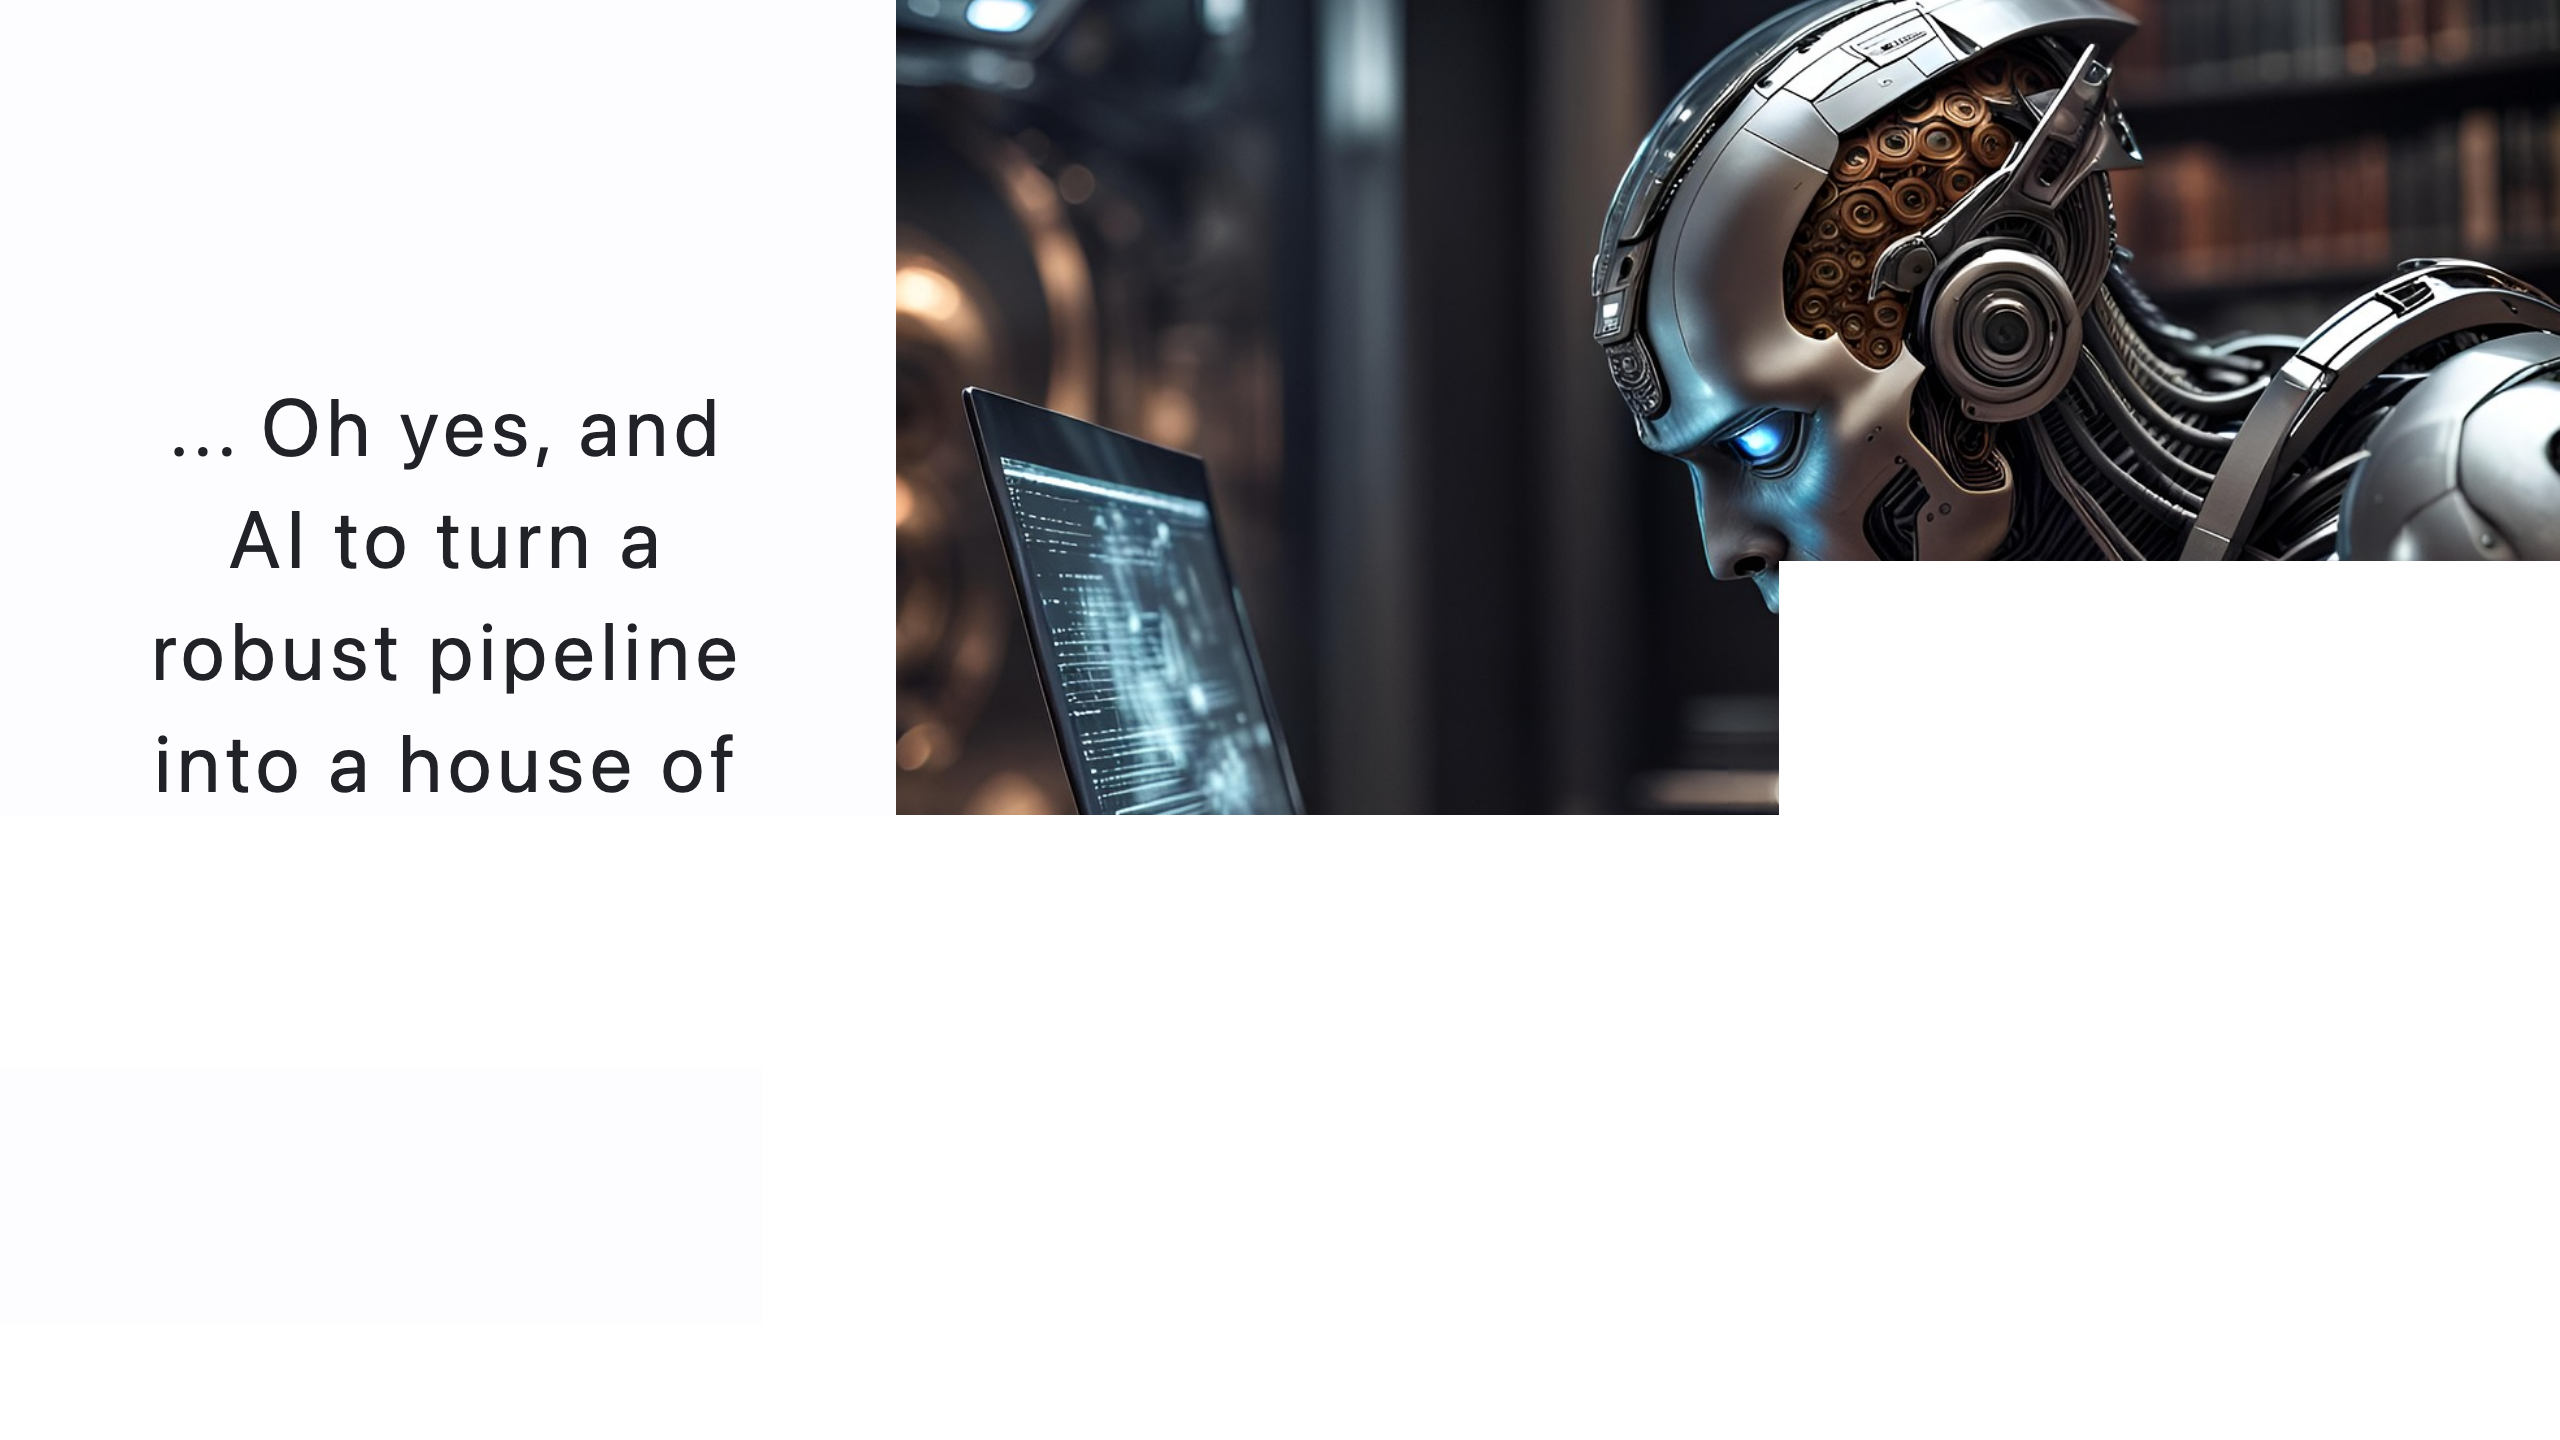 ... Oh yes, and
AI to turn a
robust pipeline
into a house of